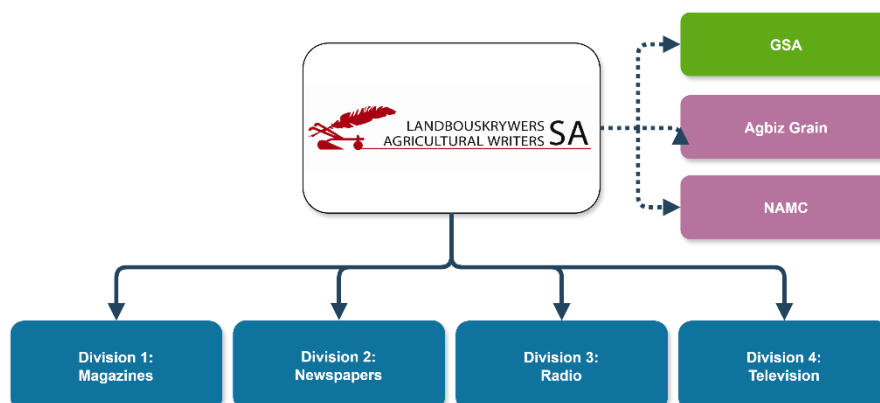 GSA
LANDBOUSKRYWERS
AGRICULTURAL WRITERS SA
Agbiz Grain
NAMC
Division 1:
Magazines
Division 2:
Newspapers
Division 3:
Radio
Division 4:
Television